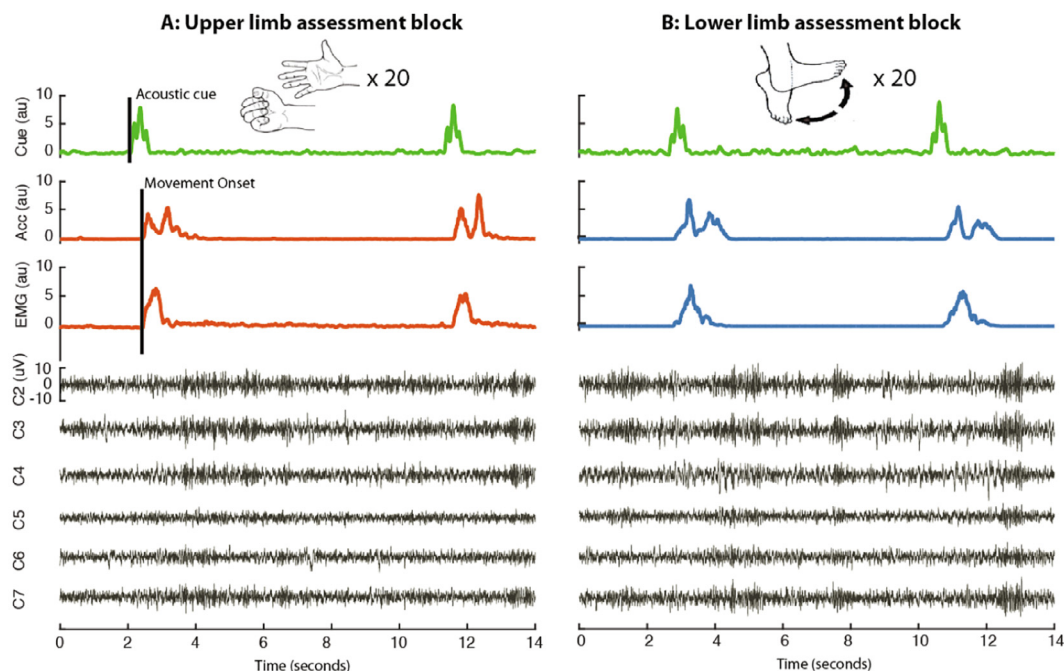 A: Upper limb assessment block
B: Lower limb assessment block
x 20
x 20
Acoustic cue
Cue (au)
10
5
0
Movement Onset
Acc (au)
10
5
0
EMG (au)
10
5
0
C2 (uV)
10
0
-10
C3
C4
C5
C6
C7
0 2 4 6 8 10 12 14
0 2 4 6 8 10 12 14
Time (seconds)
Time (seconds)